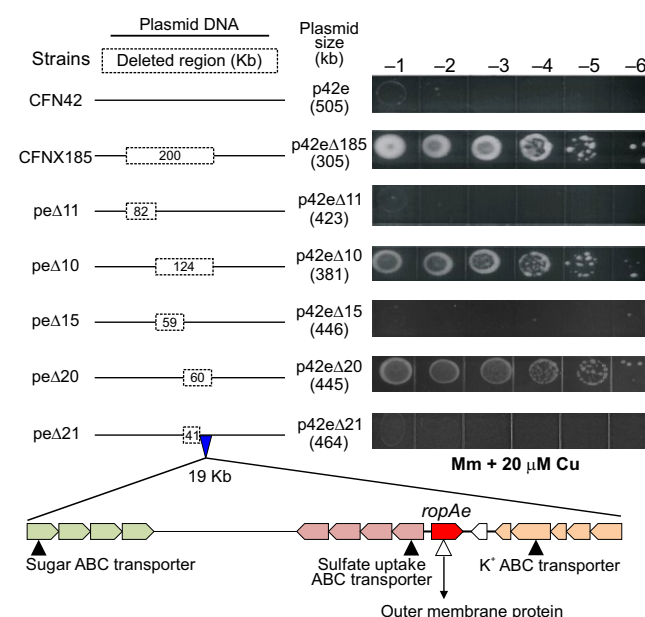 Plasmid DNA
Plasmid size (kb)
Strains
Deleted region (Kb)
–1 –2 –3 –4 –5 –6
CFN42
p42e
(505)
CFNX185
200
p42eΔ185
(305)
peΔ11
82
p42eΔ11
(423)
peΔ10
124
p42eΔ10
(381)
peΔ15
59
p42eΔ15
(446)
peΔ20
60
p42eΔ20
(445)
peΔ21
41
p42eΔ21
(464)
Mm + 20 μM Cu
19 Kb
ropAe
Sugar ABC transporter
Sulfate uptake
ABC transporter
K⁺ ABC transporter
Outer membrane protein